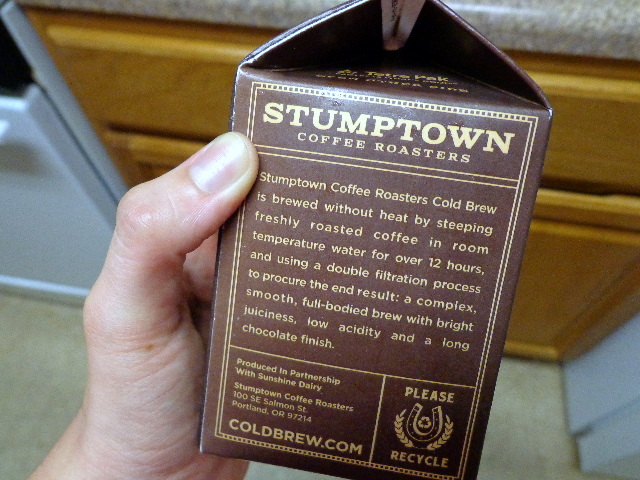 Tetra Pak
STUMPTOWN
COFFEE ROASTERS
Stumptown Coffee Roasters Cold Brew
is brewed without heat by steeping
freshly roasted coffee in room
temperature water for over 12 hours,
and using a double filtration process
to procure the end result: a complex,
smooth, full-bodied brew with bright
juiciness, low acidity and a long
chocolate finish.
Produced In Partnership
With Sunshine Dairy
Stumptown Coffee Roasters
100 SE Salmon St.
Portland, OR 97214
COLDBREW.COM
PLEASE
RECYCLE